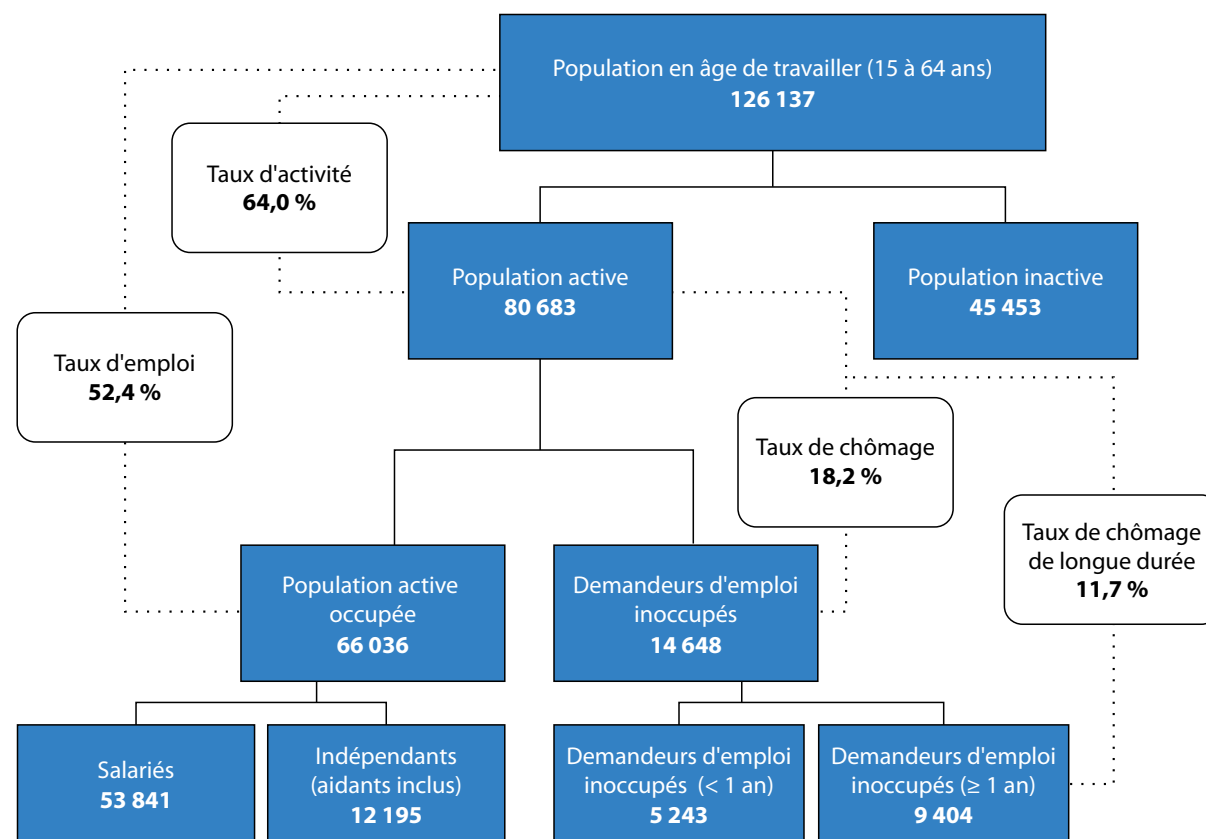 Population en âge de travailler (15 à 64 ans)
126 137
Taux d'activité
64,0 %
Population active
80 683
Population inactive
45 453
Taux d'emploi
52,4 %
Taux de chômage
18,2 %
Taux de chômage
de longue durée
11,7 %
Population active
occupée
66 036
Demandeurs d'emploi
inoccupés
14 648
Salariés
53 841
Indépendants
(aidants inclus)
12 195
Demandeurs d'emploi
inoccupés (< 1 an)
5 243
Demandeurs d'emploi
inoccupés (≥ 1 an)
9 404